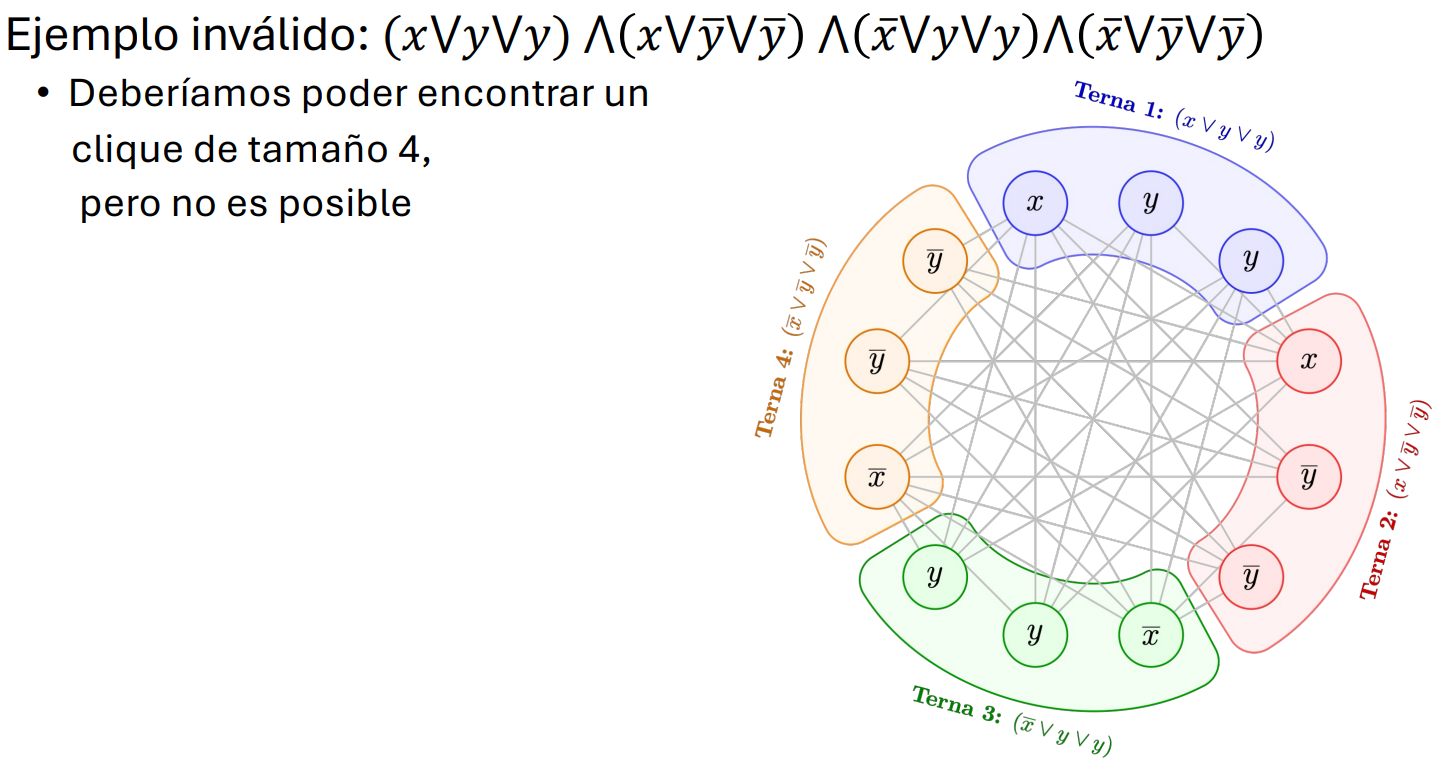 Ejemplo inválido: (x∨y∨y) ∧(x∨y̅∨y̅) ∧(x̅∨y∨y)∧(x̅∨y̅∨y̅)
• Deberíamos poder encontrar un
clique de tamaño 4,
pero no es posible
Terna 1: (x ∨ y ∨ y)
x
y
y
Terna 2: (x ∨ y̅ ∨ y̅)
x
y̅
y̅
Terna 3: (x̅ ∨ y ∨ y)
x̅
y
y
Terna 4: (x̅ ∨ y̅ ∨ y̅)
x̅
y̅
y̅